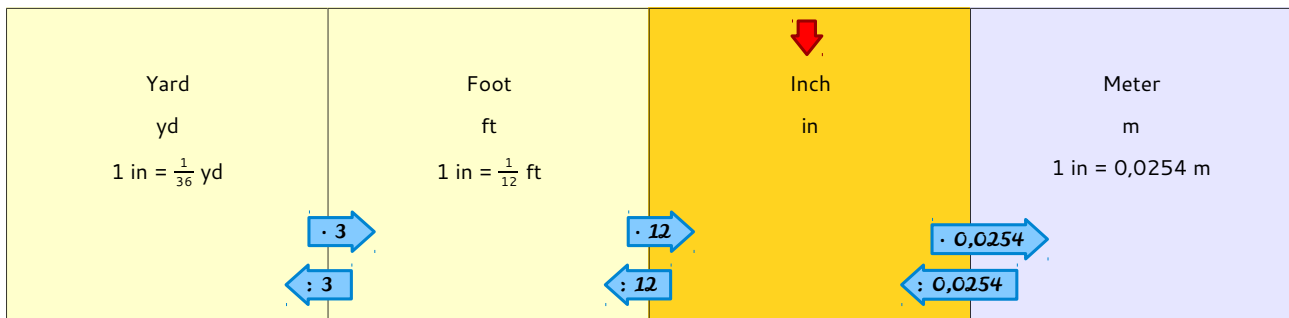 Yard
yd
1 in = 1/36 yd
Foot
ft
1 in = 1/12 ft
Inch
in
Meter
m
1 in = 0,0254 m
· 3
· 12
· 0,0254
: 3
: 12
: 0,0254